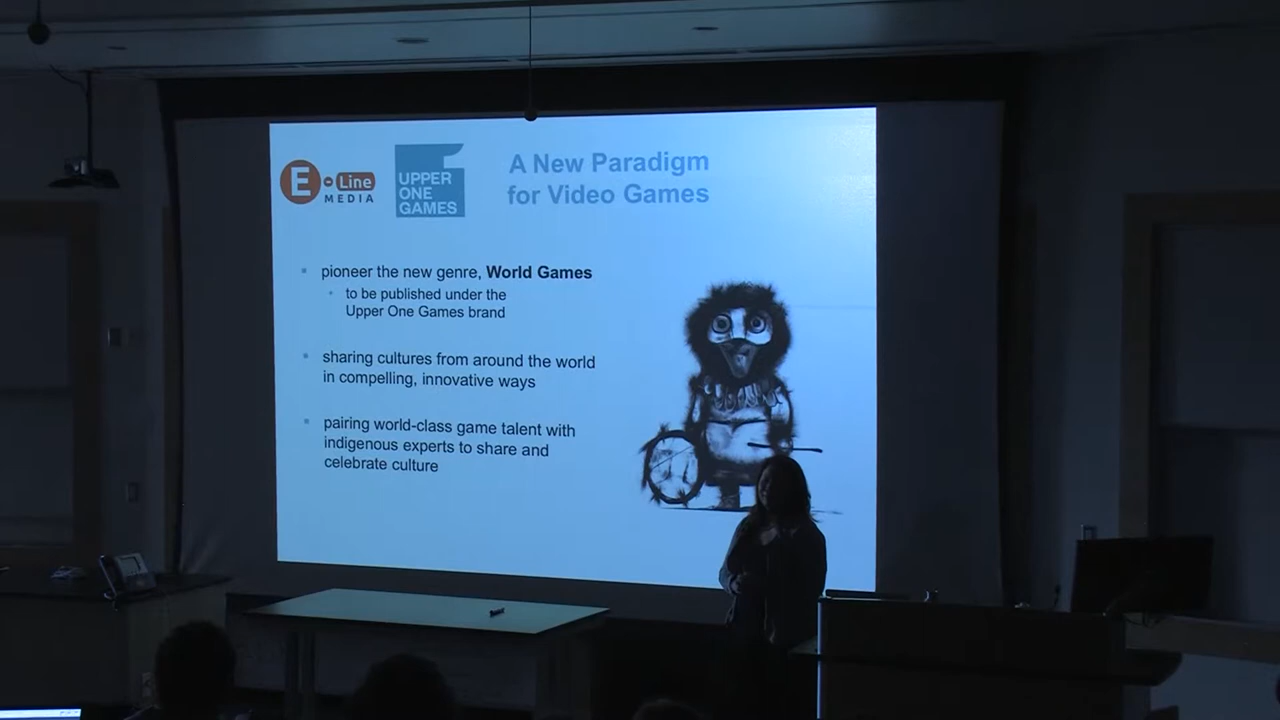 E-Line
MEDIA
UPPER
ONE
GAMES
A New Paradigm
for Video Games
pioneer the new genre, World Games
to be published under the
Upper One Games brand
sharing cultures from around the world
in compelling, innovative ways
pairing world-class game talent with
indigenous experts to share and
celebrate culture